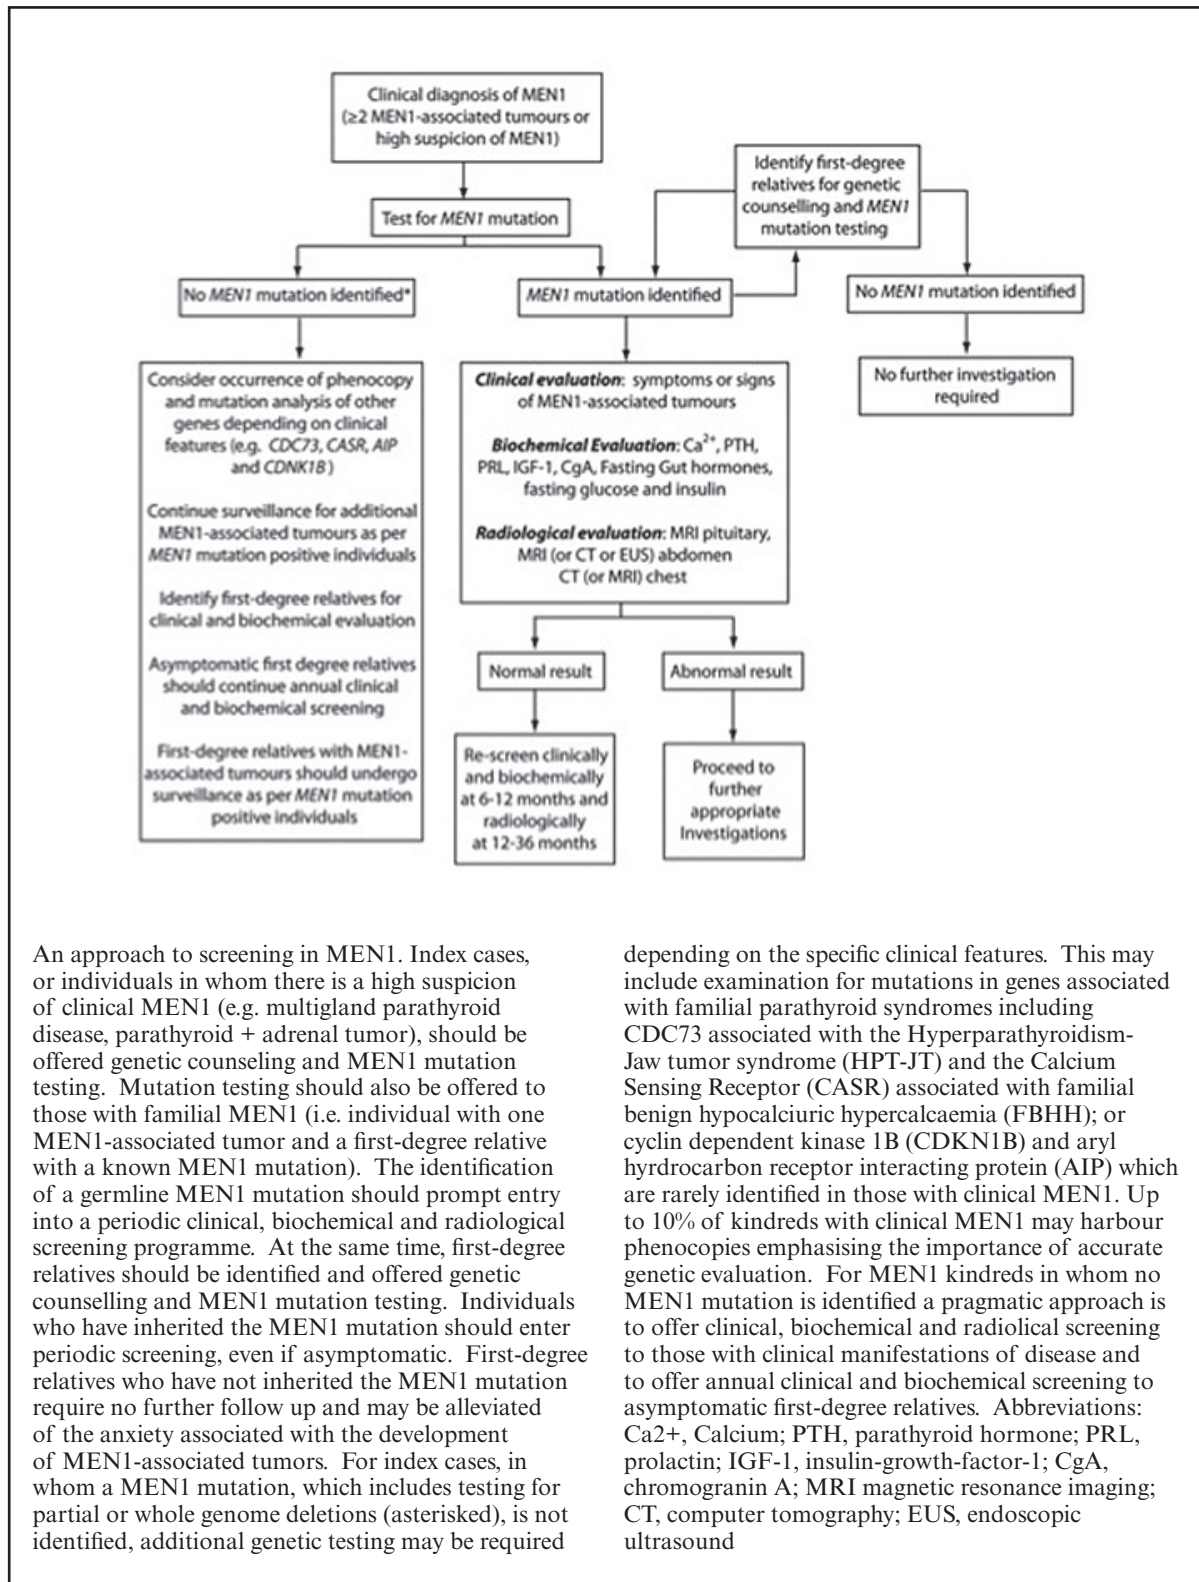 Clinical diagnosis of MEN1
(≥2 MEN1-associated tumours or
high suspicion of MEN1)
Test for MEN1 mutation
Identify first-degree
relatives for genetic
counselling and MEN1
mutation testing
No MEN1 mutation identified*
MEN1 mutation identified
No MEN1 mutation identified
Consider occurrence of phenocopy
and mutation analysis of other
genes depending on clinical
features (e.g. CDC73, CASR, AIP
and CDNK1B)
Continue surveillance for additional
MEN1-associated tumours as per
MEN1 mutation positive individuals
Identify first-degree relatives for
clinical and biochemical evaluation
Asymptomatic first degree relatives
should continue annual clinical
and biochemical screening
First-degree relatives with MEN1-
associated tumours should undergo
surveillance as per MEN1 mutation
positive individuals
Clinical evaluation: symptoms or signs
of MEN1-associated tumours
Biochemical Evaluation: Ca2+, PTH,
PRL, IGF-1, CgA, Fasting Gut hormones,
fasting glucose and insulin
Radiological evaluation: MRI pituitary,
MRI (or CT or EUS) abdomen
CT (or MRI) chest
No further investigation
required
Normal result
Abnormal result
Re-screen clinically
and biochemically
at 6-12 months and
radiologically
at 12-36 months
Proceed to
further
appropriate
Investigations
An approach to screening in MEN1. Index cases,
or individuals in whom there is a high suspicion
of clinical MEN1 (e.g. multigland parathyroid
disease, parathyroid + adrenal tumor), should be
offered genetic counseling and MEN1 mutation
testing. Mutation testing should also be offered to
those with familial MEN1 (i.e. individual with one
MEN1-associated tumor and a first-degree relative
with a known MEN1 mutation). The identification
of a germline MEN1 mutation should prompt entry
into a periodic clinical, biochemical and radiological
screening programme. At the same time, first-degree
relatives should be identified and offered genetic
counselling and MEN1 mutation testing. Individuals
who have inherited the MEN1 mutation should enter
periodic screening, even if asymptomatic. First-degree
relatives who have not inherited the MEN1 mutation
require no further follow up and may be alleviated
of the anxiety associated with the development
of MEN1-associated tumors. For index cases, in
whom a MEN1 mutation, which includes testing for
partial or whole genome deletions (asterisked), is not
identified, additional genetic testing may be required
depending on the specific clinical features. This may
include examination for mutations in genes associated
with familial parathyroid syndromes including
CDC73 associated with the Hyperparathyroidism-
Jaw tumor syndrome (HPT-JT) and the Calcium
Sensing Receptor (CASR) associated with familial
benign hypocalciuric hypercalcaemia (FBHH); or
cyclin dependent kinase 1B (CDKN1B) and aryl
hyrdrocarbon receptor interacting protein (AIP) which
are rarely identified in those with clinical MEN1. Up
to 10% of kindreds with clinical MEN1 may harbour
phenocopies emphasising the importance of accurate
genetic evaluation. For MEN1 kindreds in whom no
MEN1 mutation is identified a pragmatic approach is
to offer clinical, biochemical and radiolical screening
to those with clinical manifestations of disease and
to offer annual clinical and biochemical screening to
asymptomatic first-degree relatives. Abbreviations:
Ca2+, Calcium; PTH, parathyroid hormone; PRL,
prolactin; IGF-1, insulin-growth-factor-1; CgA,
chromogranin A; MRI magnetic resonance imaging;
CT, computer tomography; EUS, endoscopic
ultrasound